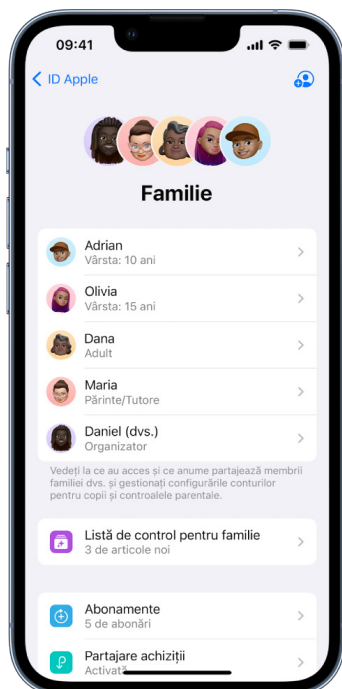 09:41
ID Apple
Familie
Adrian
Vârsta: 10 ani
Olivia
Vârsta: 15 ani
Dana
Adult
Maria
Părinte/Tutore
Daniel (dvs.)
Organizator
Vedeți la ce au acces și ce anume partajează membrii
familiei dvs. și gestionați configurările conturilor
pentru copii și controalele parentale.
Listă de control pentru familie
3 de articole noi
Abonamente
5 de abonări
Partajare achiziții
Activată